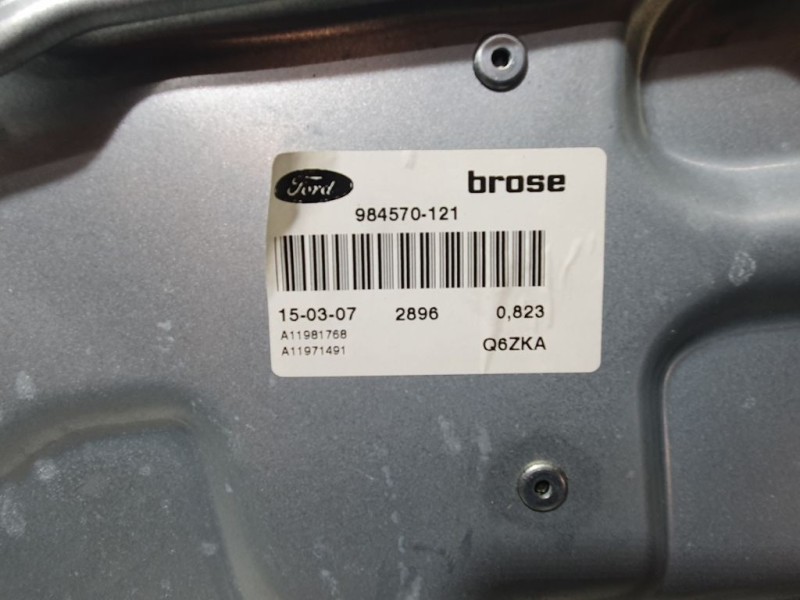 Ford brose
984570-121
15-03-07 2896 0,823
A11981768
A11971491 Q6ZKA